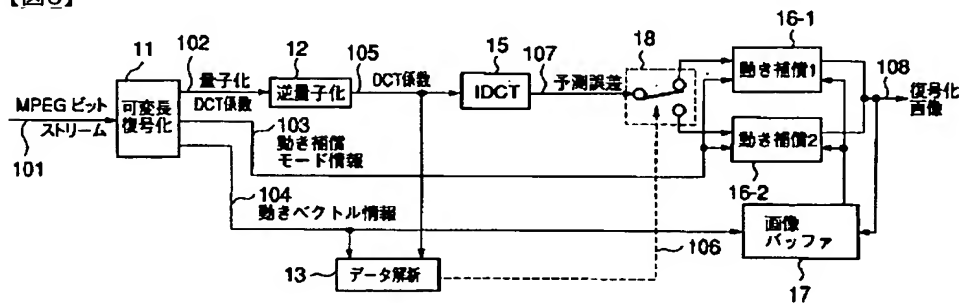 11
102
量子化
DCT係数
12
逆量子化
105
DCT係数
15
IDCT
107
予測誤差
18
16-1
動き補償1
108
復号化
画像
MPEGビット
ストリーム
101
可変長
復号化
103
動き補償
モード情報
動き補償2
16-2
104
動きベクトル情報
13
データ解析
106
画像
バッファ
17